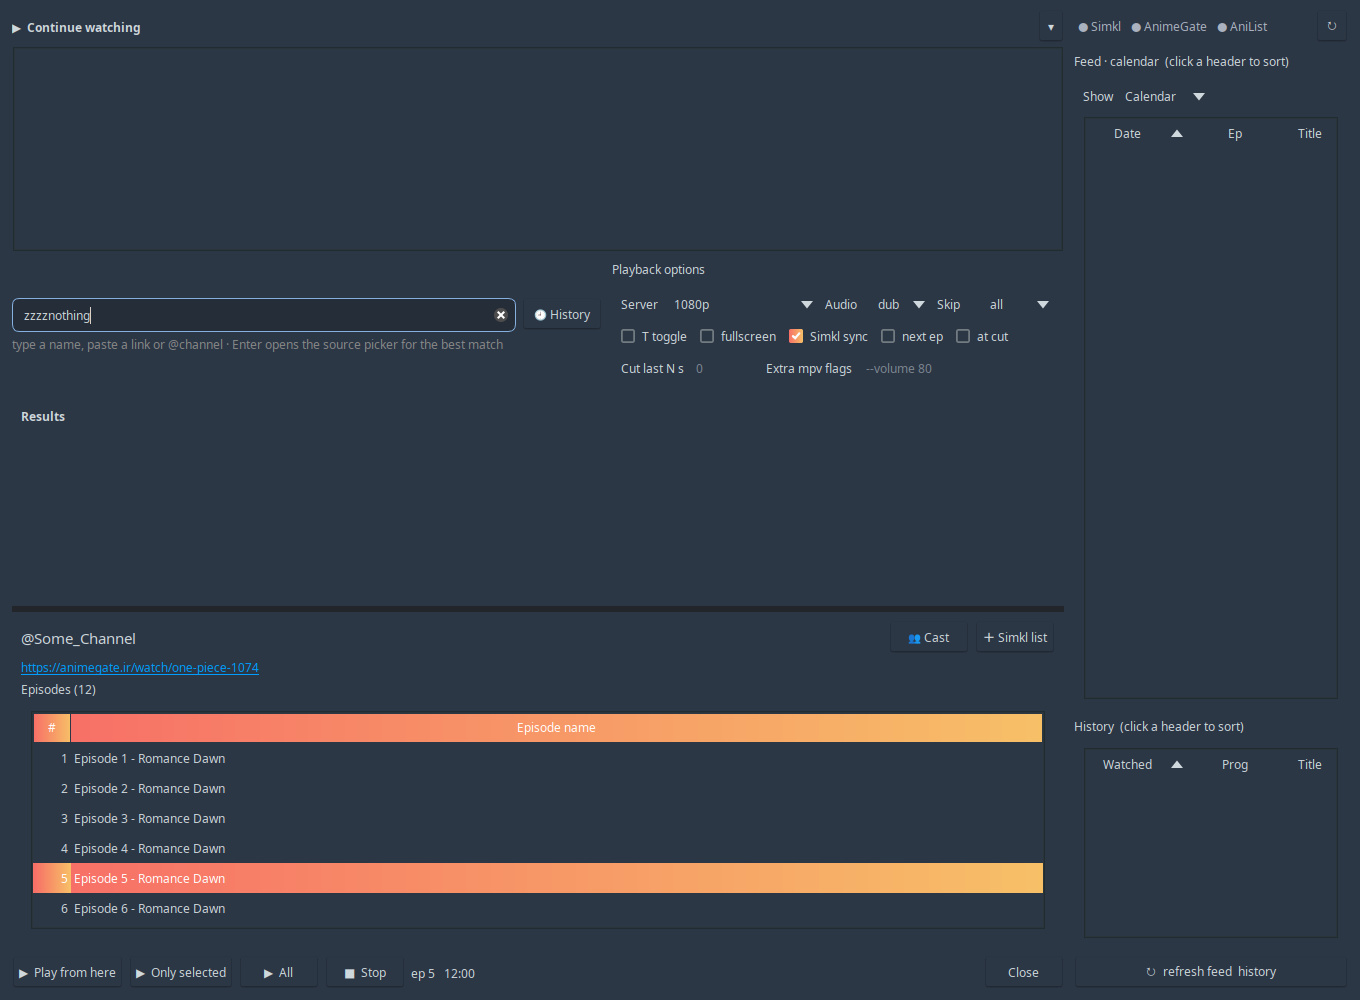 ▶ Continue watching
▼
● Simkl ● AnimeGate ● AniList
↻
Feed · calendar (click a header to sort)
Show Calendar
Date Ep Title
Playback options
zzzznothing
🕘 History
type a name, paste a link or @channel · Enter opens the source picker for the best match
Server 1080p Audio dub Skip all
T toggle fullscreen Simkl sync next ep at cut
Cut last N s 0 Extra mpv flags --volume 80
Results
@Some_Channel
👥 Cast
+ Simkl list
https://animegate.ir/watch/one-piece-1074
Episodes (12)
# Episode name
1 Episode 1 - Romance Dawn
2 Episode 2 - Romance Dawn
3 Episode 3 - Romance Dawn
4 Episode 4 - Romance Dawn
5 Episode 5 - Romance Dawn
6 Episode 6 - Romance Dawn
History (click a header to sort)
Watched Prog Title
▶ Play from here ▶ Only selected ▶ All ■ Stop ep 5 12:00
Close
↻ refresh feed history